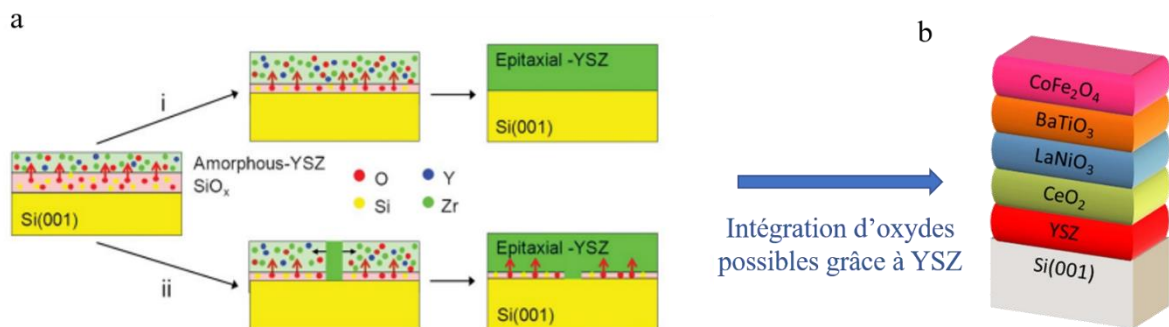 a
i
Epitaxial -YSZ
Si(001)
Amorphous-YSZ
SiOx
Si(001)
O
Y
Si
Zr
ii
Epitaxial -YSZ
Si(001)
Intégration d’oxydes
possibles grâce à YSZ
b
CoFe₂O₄
BaTiO₃
LaNiO₃
CeO₂
YSZ
Si(001)